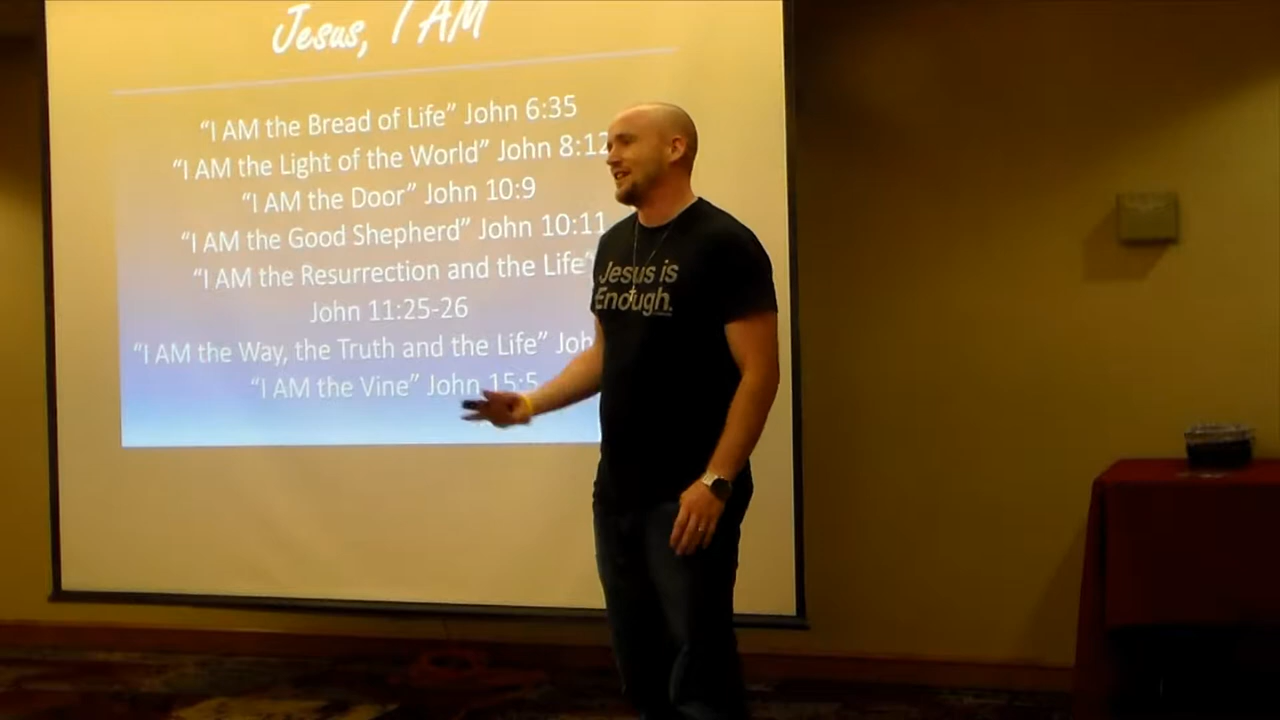 Jesus, I AM
“I AM the Bread of Life” John 6:35
“I AM the Light of the World” John 8:12
“I AM the Door” John 10:9
“I AM the Good Shepherd” John 10:11
“I AM the Resurrection and the Life”
John 11:25-26
“I AM the Way, the Truth and the Life” Joh
“I AM the Vine” John 15:5
Jesus is
Enough.